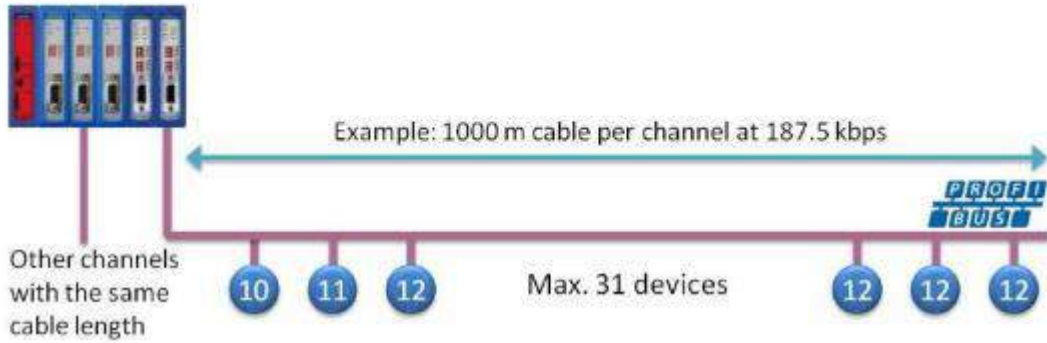 Example: 1000 m cable per channel at 187.5 kbps
PROFI
BUS
Other channels
with the same
cable length
10
11
12
Max. 31 devices
12
12
12